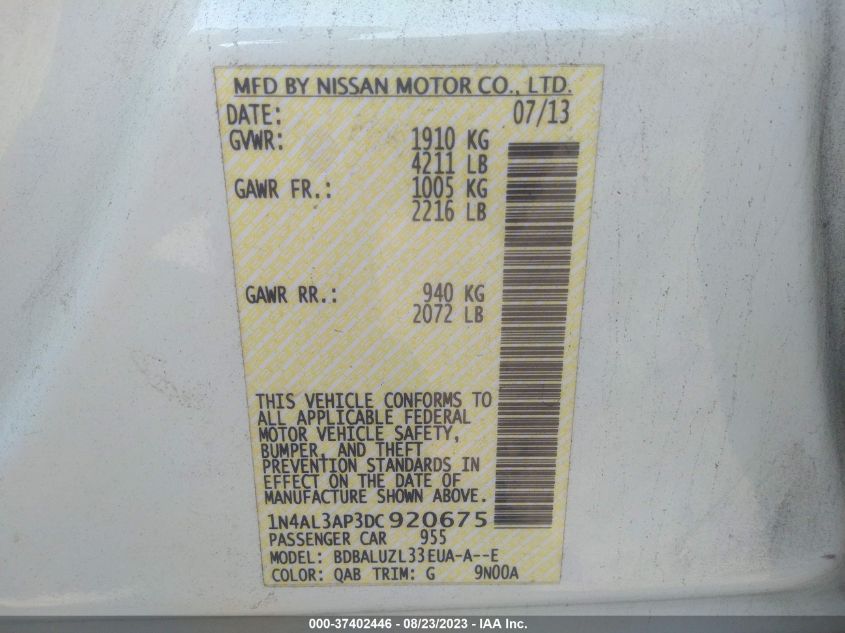 MFD BY NISSAN MOTOR CO., LTD.
DATE: 07/13
GVWR: 1910 KG
4211 LB
GAWR FR.: 1005 KG
2216 LB
GAWR RR.: 940 KG
2072 LB
THIS VEHICLE CONFORMS TO
ALL APPLICABLE FEDERAL
MOTOR VEHICLE SAFETY,
BUMPER, AND THEFT
PREVENTION STANDARDS IN
EFFECT ON THE DATE OF
MANUFACTURE SHOWN ABOVE.
1N4AL3AP3DC920675
PASSENGER CAR 955
MODEL: BDBALUZL33EUA-A--E
COLOR: QAB TRIM: G 9N00A
000-37402446 - 08/23/2023 - IAA Inc.